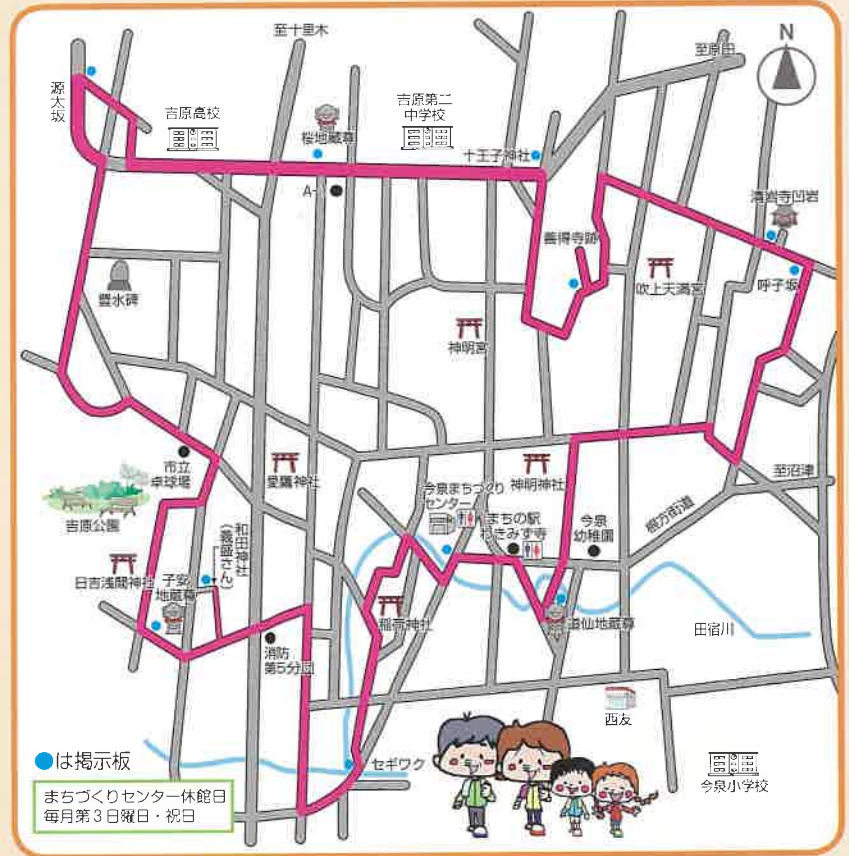 至十里木
N
至原田
源太坂
吉原高校
桜地蔵尊
吉原第二
中学校
十王子神社
A-1
清岩寺凹岩
善得寺跡
吹上天満宮
呼子坂
豊水碑
神明宮
市立
卓球場
愛鷹神社
今泉まちづくり
センター
神明神社
まちの駅
わきみず寺
今泉
幼稚園
根方街道
至沼津
吉原公園
和田神社
(義盛さん)
日吉浅間神社
子安
地蔵尊
稲荷神社
道仙地蔵尊
田宿川
消防
第5分団
西友
セギワク
今泉小学校
●は掲示板
まちづくりセンター休館日
毎月第3日曜日・祝日